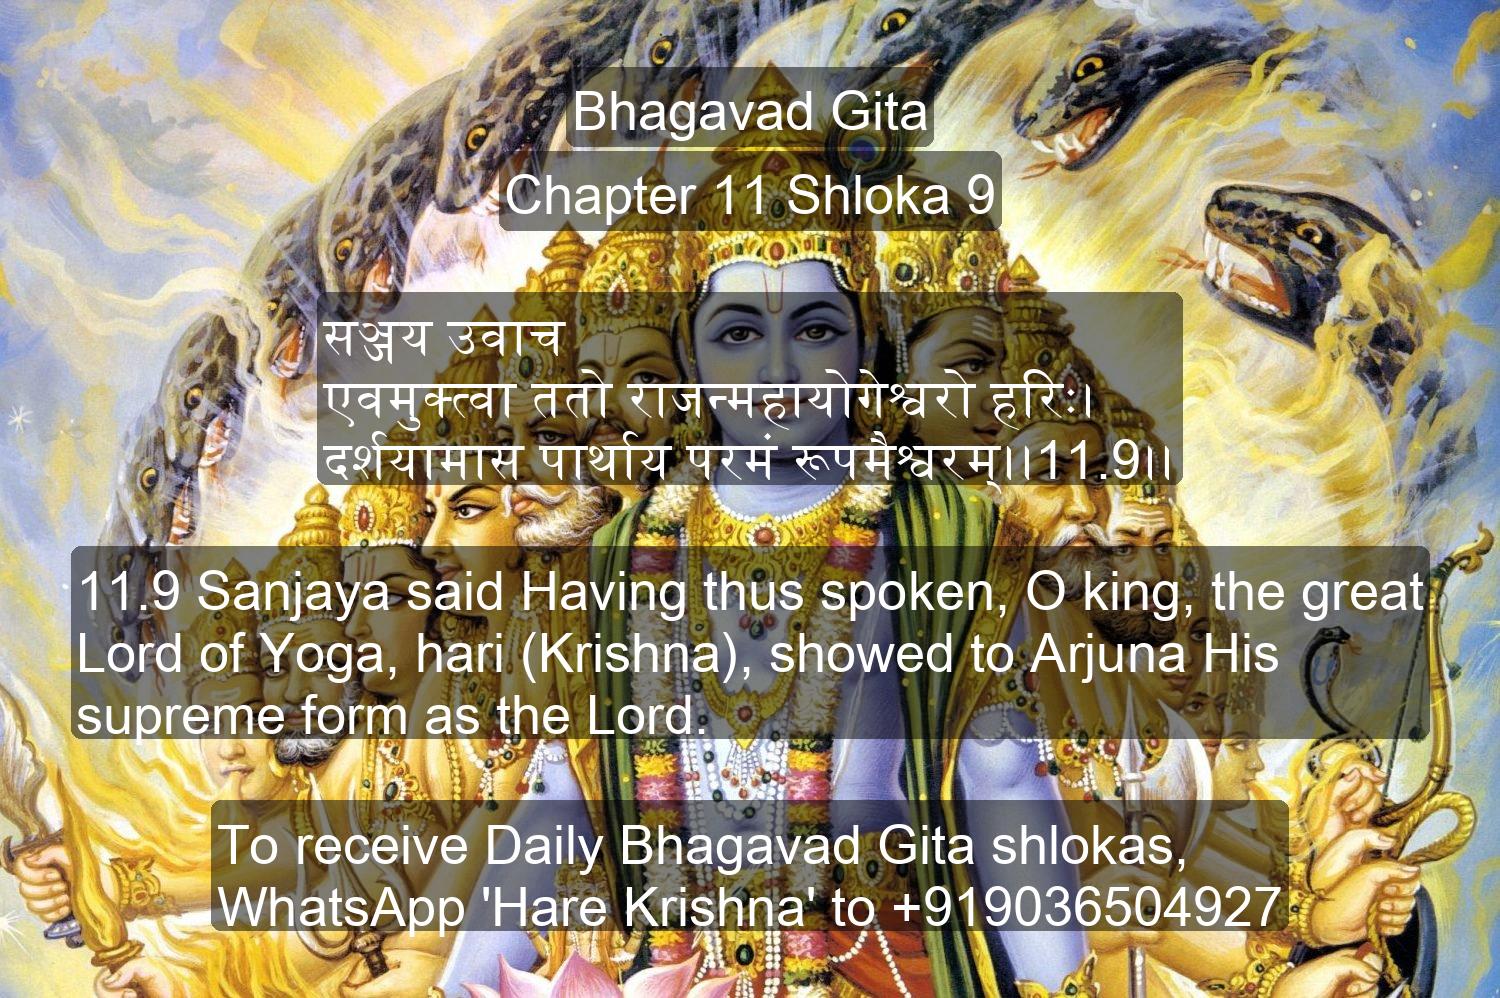 Bhagavad Gita
Chapter 11 Shloka 9
सञ्जय उवाच
एवमुक्त्वा ततो राजन्महायोगेश्वरो हरिः।
दर्शयामास पार्थाय परमं रूपमैश्वरम्।।11.9।।
11.9 Sanjaya said Having thus spoken, O king, the great
Lord of Yoga, hari (Krishna), showed to Arjuna His
supreme form as the Lord.
To receive Daily Bhagavad Gita shlokas,
WhatsApp 'Hare Krishna' to +919036504927